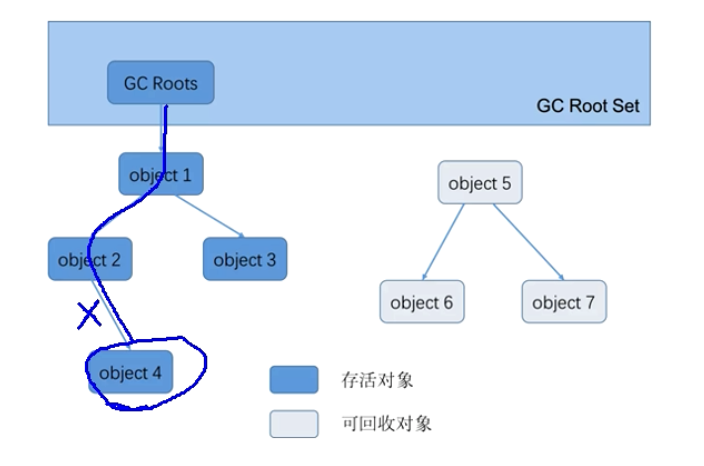 GC Roots
GC Root Set
object 1
object 5
object 2
object 3
object 6
object 7
object 4
存活对象
可回收对象